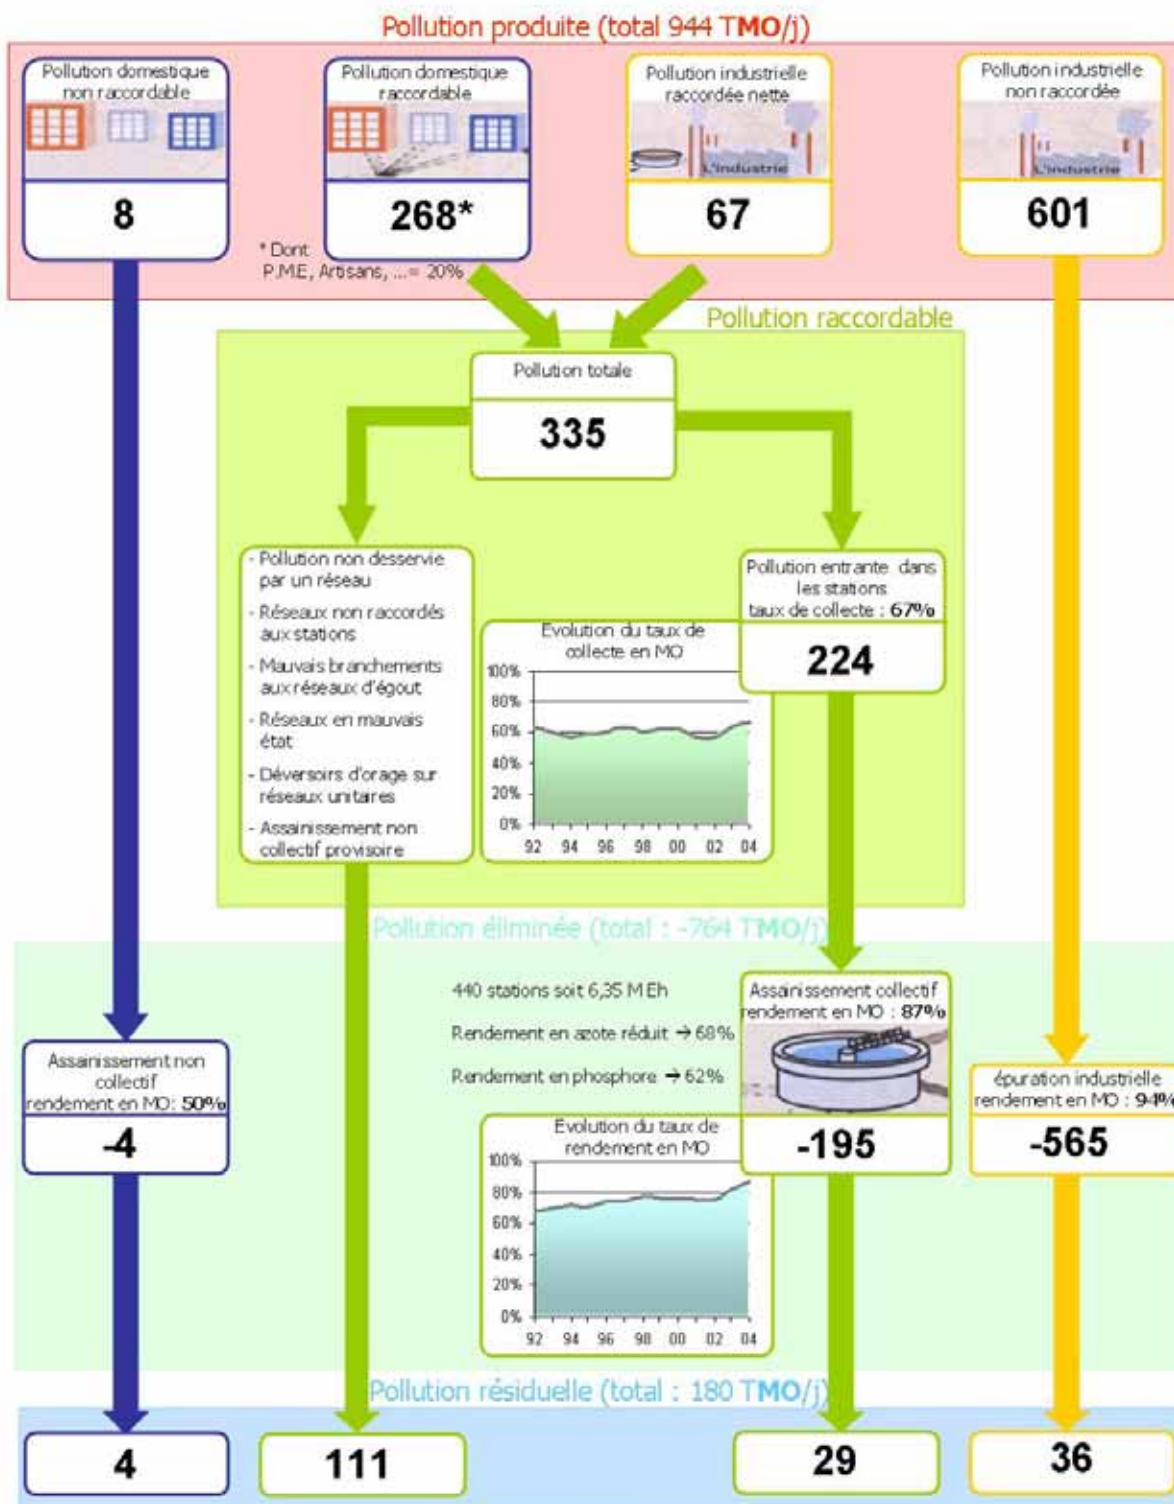 Pollution produite (total 944 TMO/j)
Pollution domestique
non raccordable
8
Pollution domestique
raccordable
268*
* Dont
P.M.E, Artisans, ...= 20%
Pollution industrielle
raccordée nette
L'industrie
67
Pollution industrielle
non raccordée
L'industrie
601
Pollution raccordable
Pollution totale
335
- Pollution non desservie
par un réseau
- Réseaux non raccordés
aux stations
- Mauvais branchements
aux réseaux d'égout
- Réseaux en mauvais
état
- Déversoirs d'orage sur
réseaux unitaires
- Assainissement non
collectif provisoire
Evolution du taux de
collecte en MO
100%
80%
60%
40%
20%
0%
92 94 96 98 00 02 04
Pollution entrante dans
les stations
taux de collecte : 67%
224
Pollution éliminée (total : -764 TMO/j)
Assainissement non
collectif
rendement en MO: 50%
-4
440 stations soit 6,35 M Eh
Rendement en azote réduit → 68%
Rendement en phosphore → 62%
Evolution du taux de
rendement en MO
100%
80%
60%
40%
20%
0%
92 94 96 98 00 02 04
Assainissement collectif
rendement en MO : 87%
-195
épuration industrielle
rendement en MO : 94%
-565
Pollution résiduelle (total : 180 TMO/j)
4
111
29
36